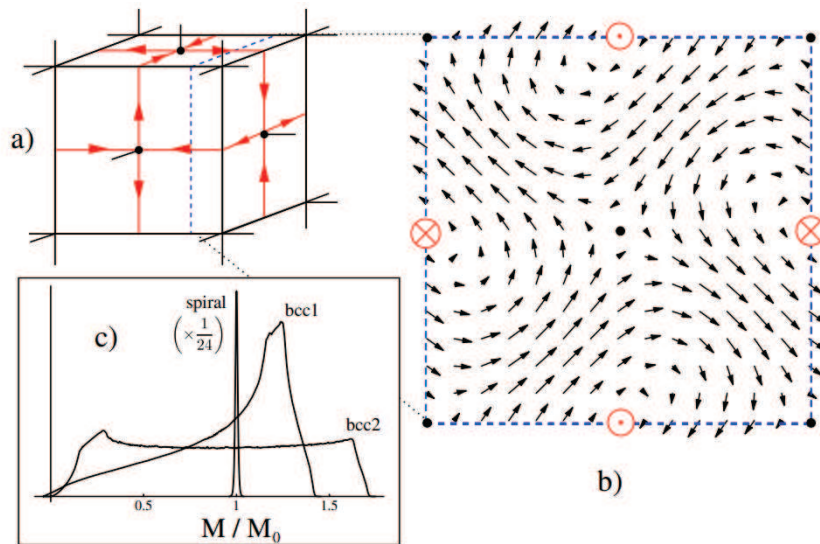 a)
b)
c)
spiral
(× 1/24)
bcc1
bcc2
0.5
1
1.5
M / M₀